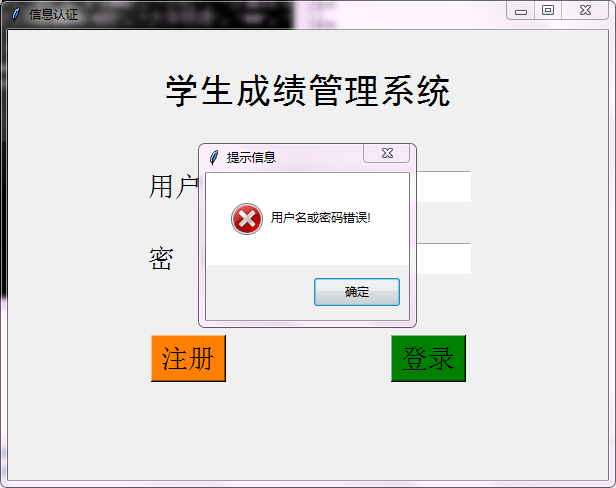 信息认证
学生成绩管理系统
提示信息
用户
用户名或密码错误!
密
确定
注册
登录